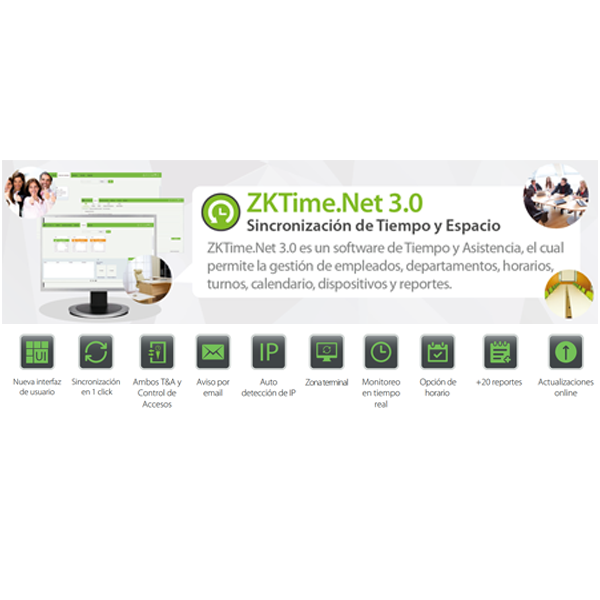 ZKTime.Net 3.0
Sincronización de Tiempo y Espacio
ZKTime.Net 3.0 es un software de Tiempo y Asistencia, el cual
permite la gestión de empleados, departamentos, horarios,
turnos, calendario, dispositivos y reportes.
UI
IP
Nueva interfaz
de usuario
Sincronización
en 1 click
Ambos T&A y
Control de
Accesos
Aviso por
email
Auto
detección de IP
Zona terminal
Monitoreo
en tiempo
real
Opción de
horario
+20 reportes
Actualizaciones
online